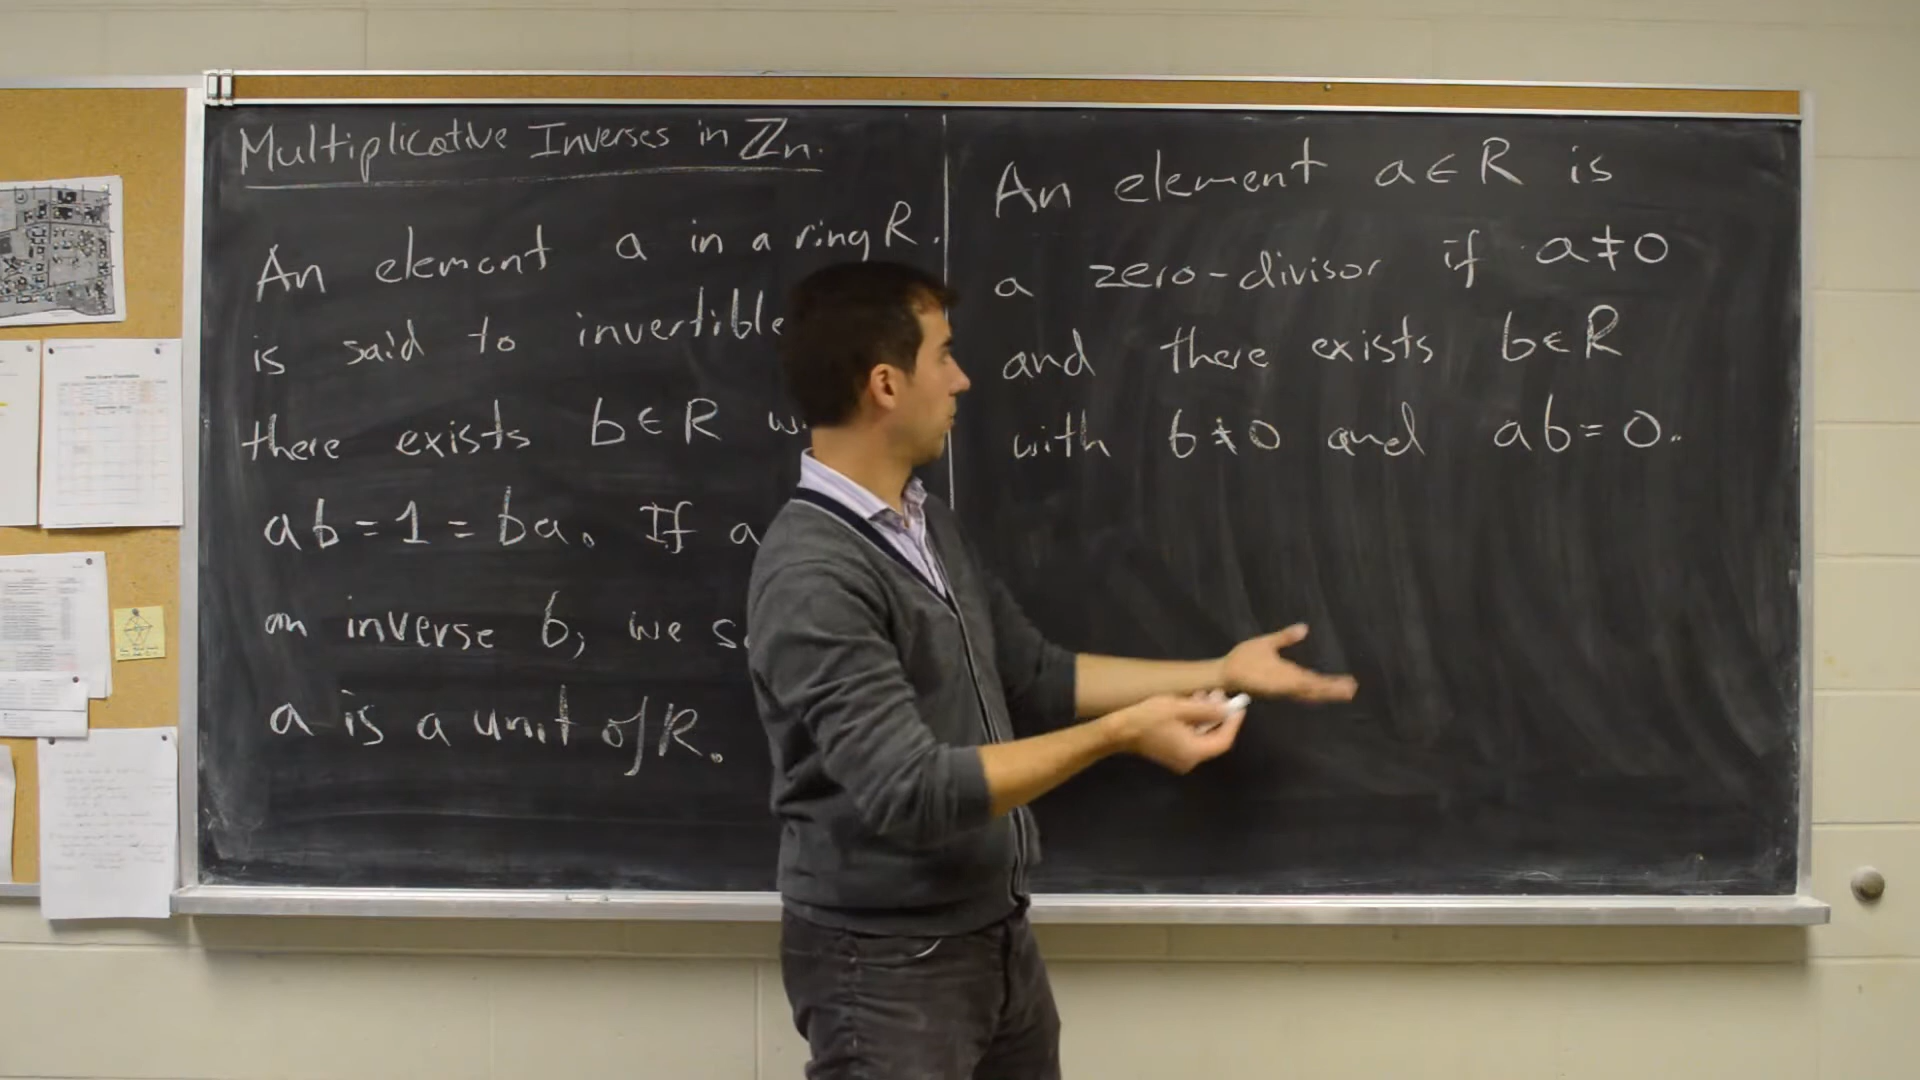 Multiplicative Inverses in ℤn.
An element a in a ring R.
is said to invertible
there exists b ∈ R
ab = 1 = ba. If a
an inverse b, we
a is a unit of R.
An element a ∈ R is
a zero-divisor if a ≠ 0
and there exists b ∈ R
with b ≠ 0 and ab = 0.